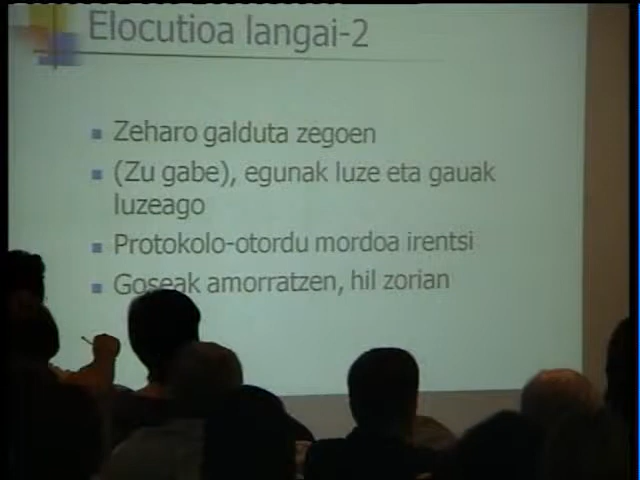 Elocutioa langai-2
Zeharo galduta zegoen
(Zu gabe), egunak luze eta gauak
luzeago
Protokolo-otordu mordoa irentsi
Goseak amorratzen, hil zorian